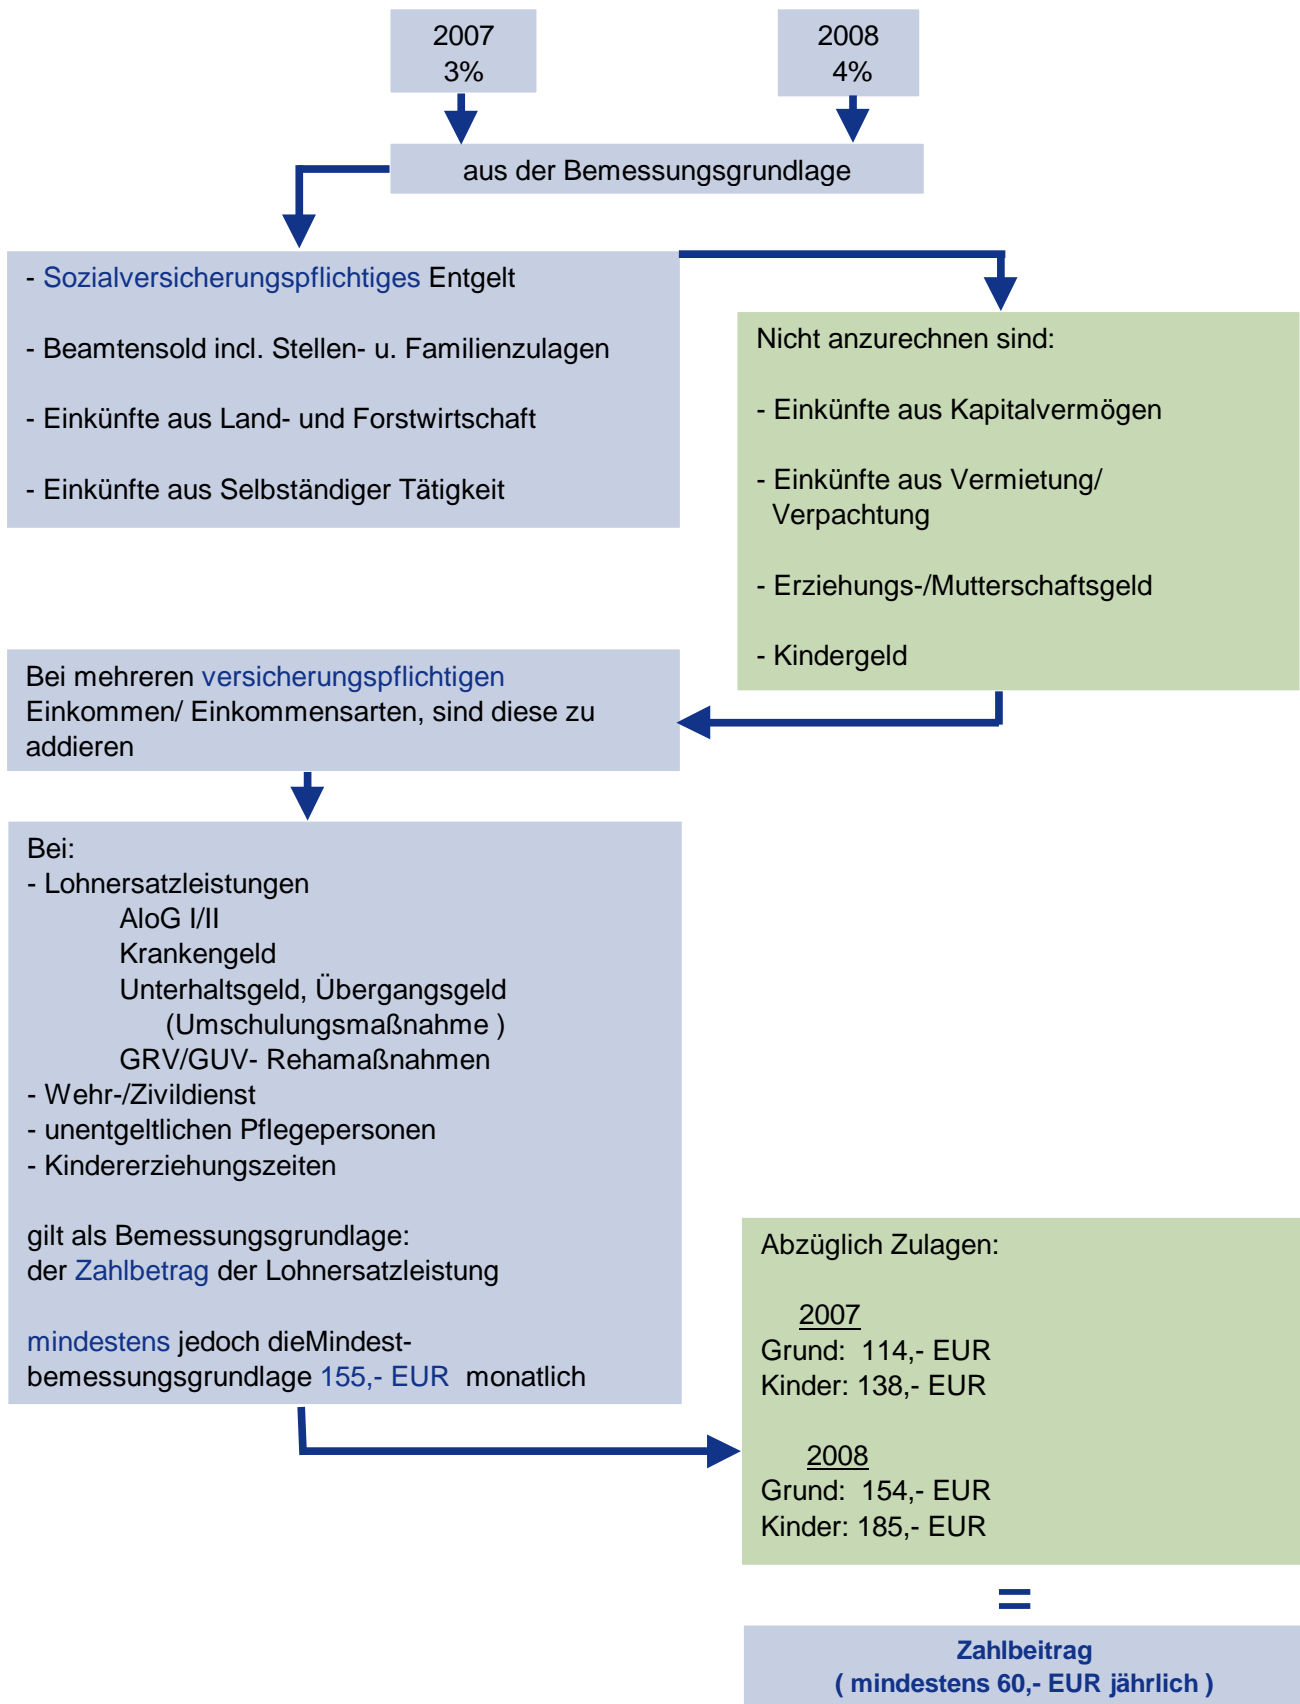 2007
3%
2008
4%
aus der Bemessungsgrundlage
- Sozialversicherungspflichtiges Entgelt
- Beamtensold incl. Stellen- u. Familienzulagen
- Einkünfte aus Land- und Forstwirtschaft
- Einkünfte aus Selbständiger Tätigkeit
Nicht anzurechnen sind:
- Einkünfte aus Kapitalvermögen
- Einkünfte aus Vermietung/
Verpachtung
- Erziehungs-/Mutterschaftsgeld
- Kindergeld
Bei mehreren versicherungspflichtigen
Einkommen/ Einkommensarten, sind diese zu
addieren
Bei:
- Lohnersatzleistungen
AloG I/II
Krankengeld
Unterhaltsgeld, Übergangsgeld
(Umschulungsmaßnahme )
GRV/GUV- Rehamaßnahmen
- Wehr-/Zivildienst
- unentgeltlichen Pflegepersonen
- Kindererziehungszeiten
gilt als Bemessungsgrundlage:
der Zahlbetrag der Lohnersatzleistung
mindestens jedoch dieMindest-
bemessungsgrundlage 155,- EUR monatlich
Abzüglich Zulagen:
2007
Grund: 114,- EUR
Kinder: 138,- EUR
2008
Grund: 154,- EUR
Kinder: 185,- EUR
=
Zahlbeitrag
( mindestens 60,- EUR jährlich )